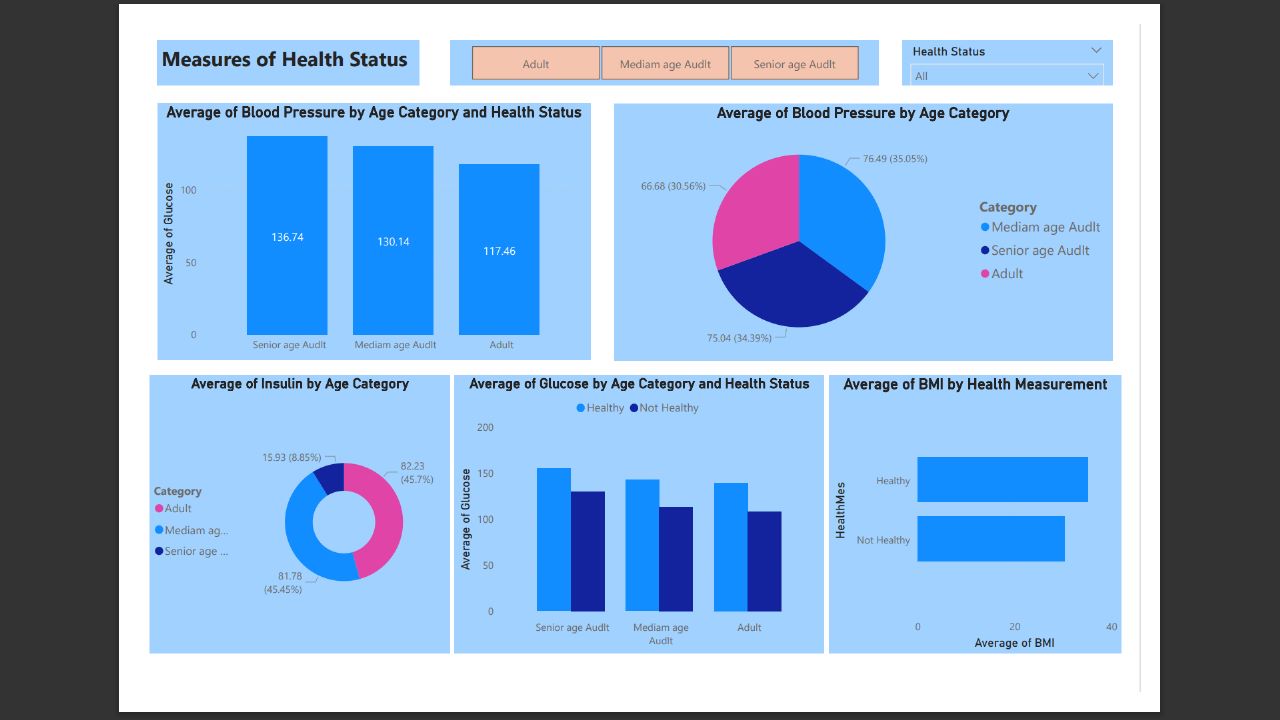 Measures of Health Status
Adult
Mediam age Audlt
Senior age Audlt
Health Status
All
Average of Blood Pressure by Age Category and Health Status
Average of Glucose
100
50
0
136.74
130.14
117.46
Senior age Audlt
Mediam age Audlt
Adult
Average of Blood Pressure by Age Category
76.49 (35.05%)
66.68 (30.56%)
75.04 (34.39%)
Category
Mediam age Audlt
Senior age Audlt
Adult
Average of Insulin by Age Category
15.93 (8.85%)
82.23
(45.7%)
81.78
(45.45%)
Category
Adult
Mediam ag...
Senior age ...
Average of Glucose by Age Category and Health Status
Healthy Not Healthy
Average of Glucose
200
150
100
50
0
Senior age Audlt
Mediam age
Audlt
Adult
Average of BMI by Health Measurement
HealthMes
Healthy
Not Healthy
0 20 40
Average of BMI